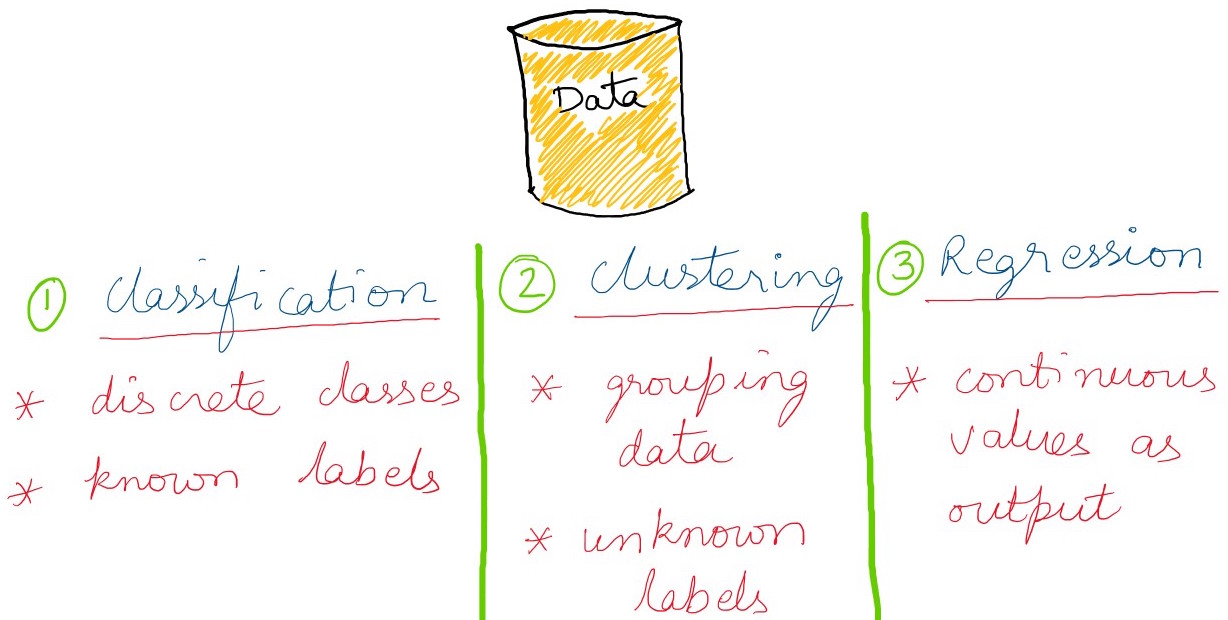 Data
① classification
* discrete classes
* known labels
② clustering
* grouping
data
* unknown
labels
③ Regression
* continuous
values as
output